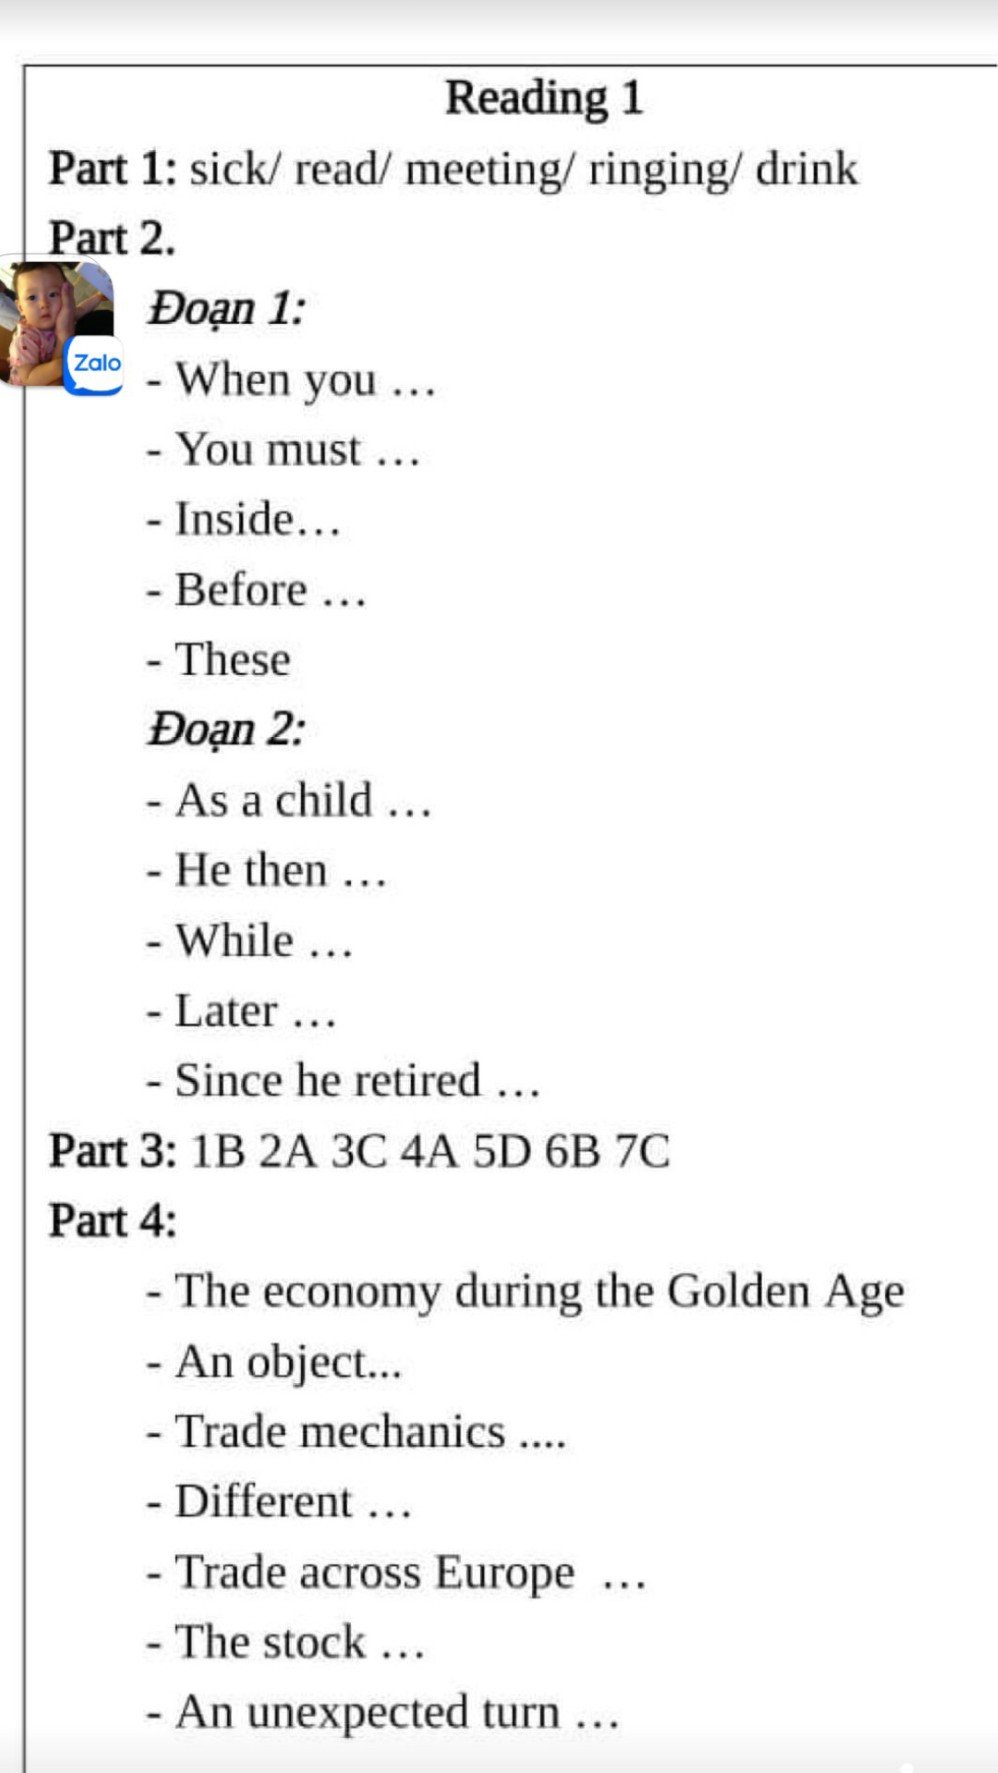 Reading 1
Part 1: sick/ read/ meeting/ ringing/ drink
Part 2.
Đoạn 1:
Zalo
- When you …
- You must …
- Inside…
- Before …
- These
Đoạn 2:
- As a child …
- He then …
- While …
- Later …
- Since he retired …
Part 3: 1B 2A 3C 4A 5D 6B 7C
Part 4:
- The economy during the Golden Age
- An object...
- Trade mechanics ....
- Different …
- Trade across Europe  …
- The stock …
- An unexpected turn …